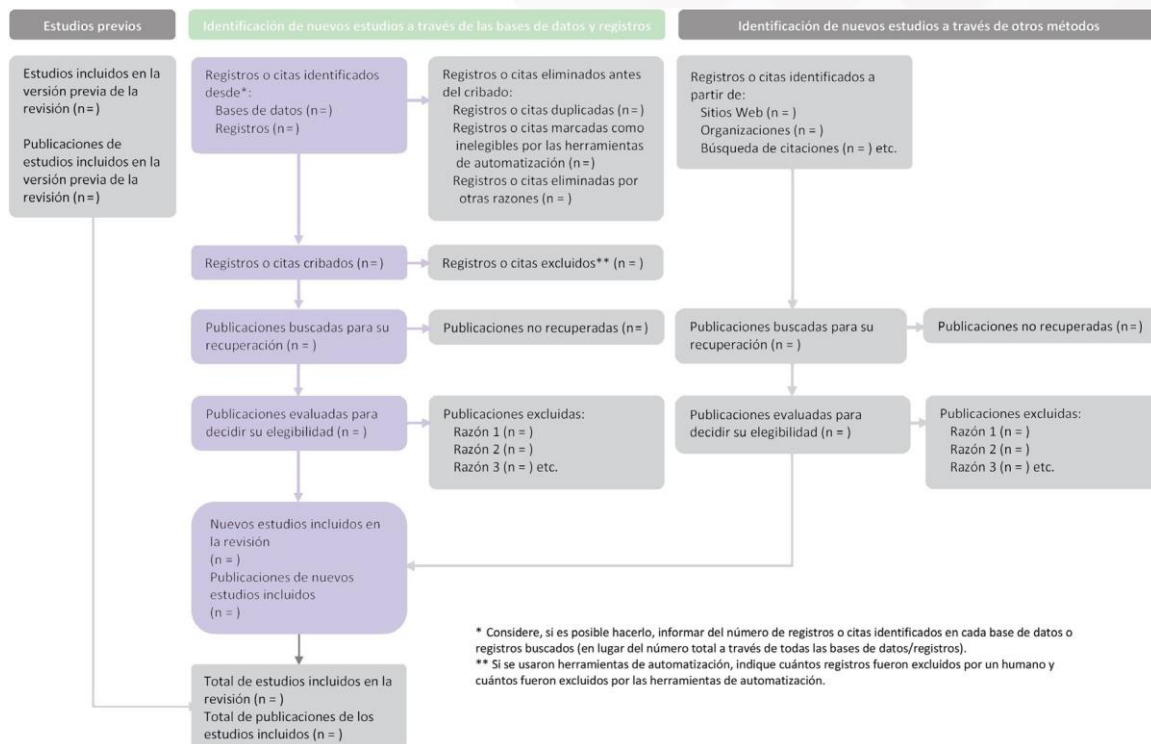 Estudios previos
Identificación de nuevos estudios a través de las bases de datos y registros
Identificación de nuevos estudios a través de otros métodos
Estudios incluidos en la
versión previa de la
revisión (n=)
Publicaciones de
estudios incluidos en la
versión previa de la
revisión (n=)
Registros o citas identificados
desde*:
Bases de datos (n=)
Registros (n=)
Registros o citas eliminados antes
del cribado:
Registros o citas duplicadas (n=)
Registros o citas marcadas como
inelegibles por las herramientas
de automatización (n=)
Registros o citas eliminadas por
otras razones (n= )
Registros o citas identificados a
partir de:
Sitios Web (n = )
Organizaciones (n = )
Búsqueda de citaciones (n = ) etc.
Registros o citas cribados (n= )
Registros o citas excluidos** (n = )
Publicaciones buscadas para su
recuperación (n = )
Publicaciones no recuperadas (n=)
Publicaciones buscadas para su
recuperación (n = )
Publicaciones no recuperadas (n=)
Publicaciones evaluadas para
decidir su elegibilidad (n= )
Publicaciones excluidas:
Razón 1 (n = )
Razón 2 (n = )
Razón 3 (n = ) etc.
Publicaciones evaluadas para
decidir su elegibilidad (n= )
Publicaciones excluidas:
Razón 1 (n = )
Razón 2 (n = )
Razón 3 (n = ) etc.
Nuevos estudios incluidos en
la revisión
(n = )
Publicaciones de nuevos
estudios incluidos
(n = )
Total de estudios incluidos en la
revisión (n = )
Total de publicaciones de los
estudios incluidos (n = )
* Considere, si es posible hacerlo, informar del número de registros o citas identificados en cada base de datos o
registros buscados (en lugar del número total a través de todas las bases de datos/registros).
** Si se usaron herramientas de automatización, indique cuántos registros fueron excluidos por un humano y
cuántos fueron excluidos por las herramientas de automatización.